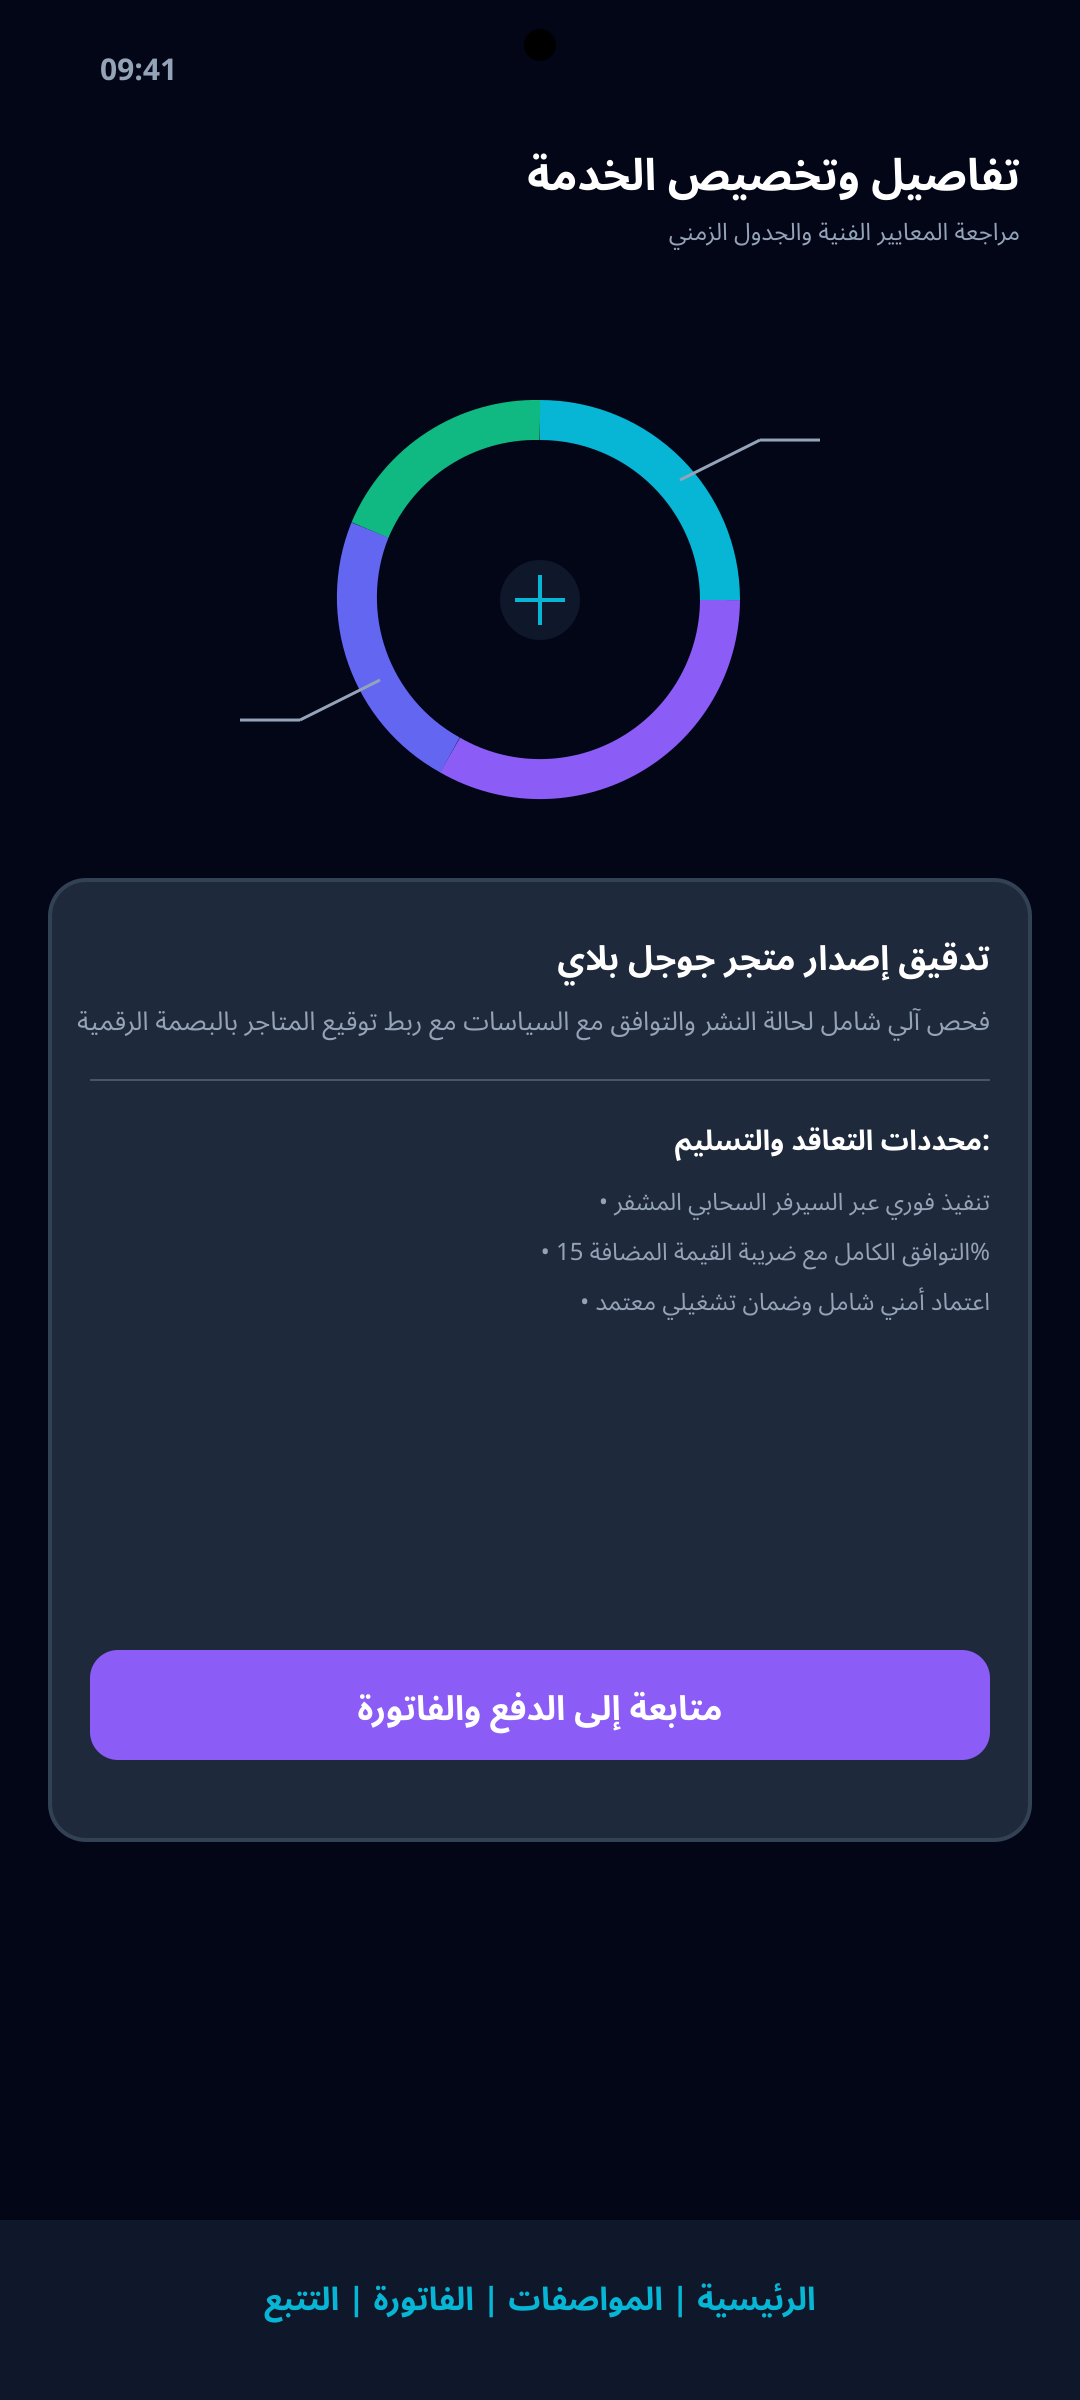 09:41
تفاصيل وتخصيص الخدمة
مراجعة المعايير الفنية والجدول الزمني
تدقيق إصدار متجر جوجل بلاي
فحص آلي شامل لحالة النشر والتوافق مع السياسات مع ربط توقيع المتاجر بالبصمة الرقمية
محددات التعاقد والتسليم:
• تنفيذ فوري عبر السيرفر السحابي المشفر
• التوافق الكامل مع ضريبة القيمة المضافة 15%
• اعتماد أمني شامل وضمان تشغيلي معتمد
متابعة إلى الدفع والفاتورة
الرئيسية | المواصفات | الفاتورة | التتبع